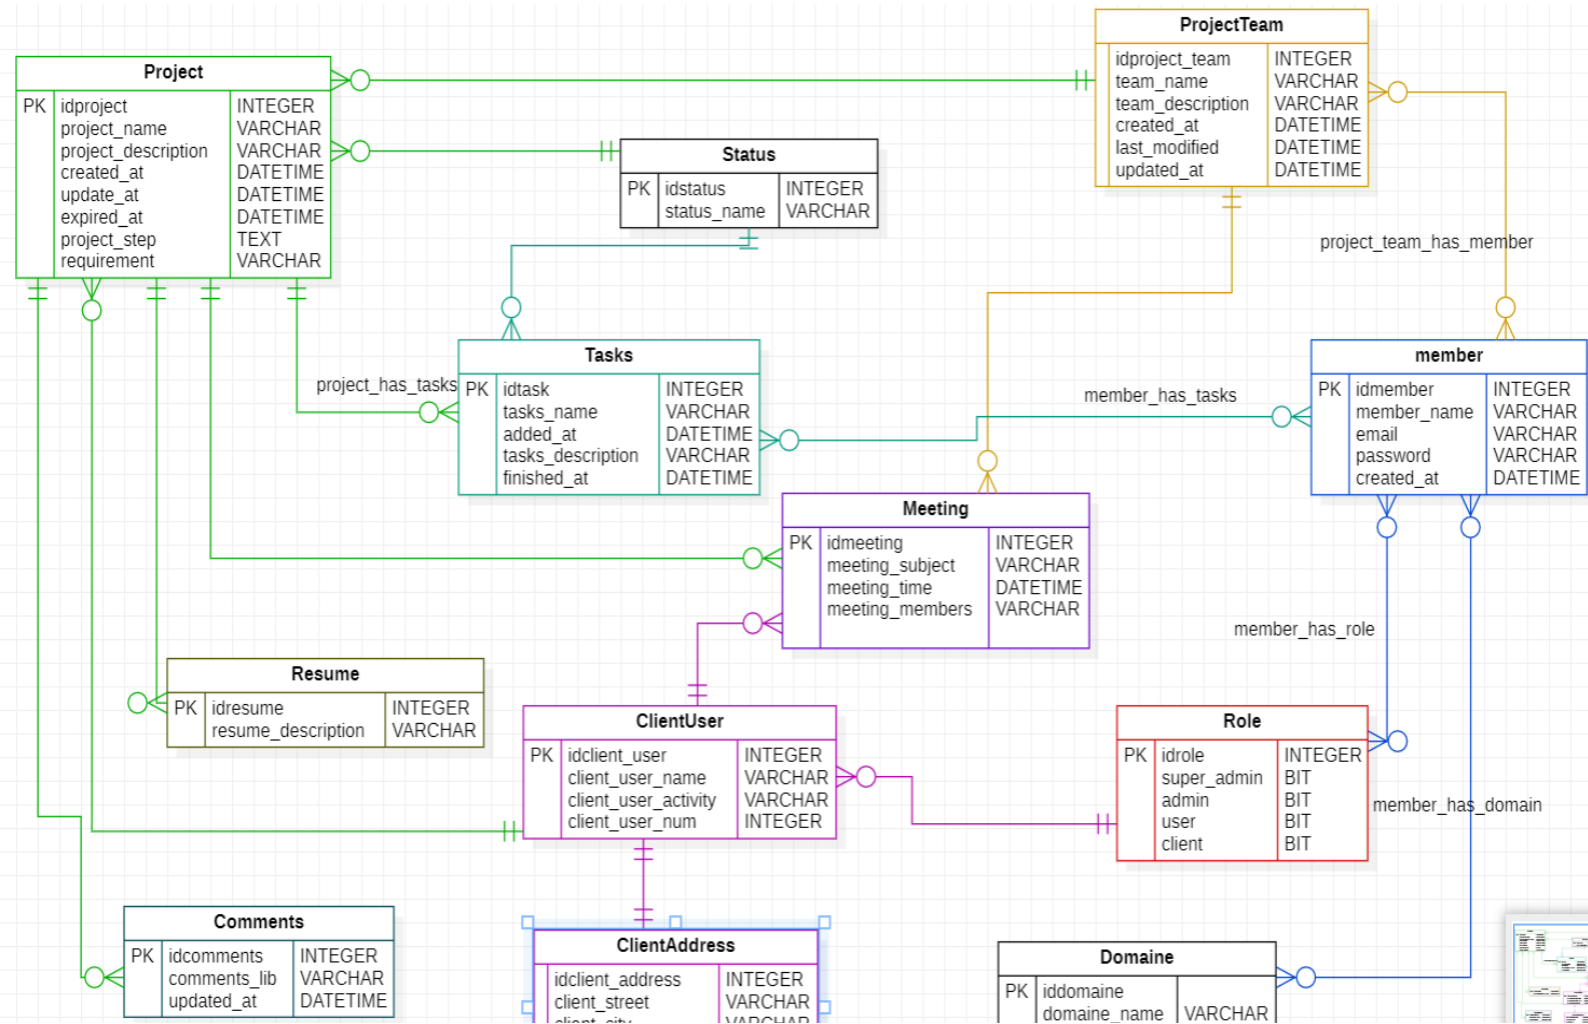 ProjectTeam
idproject_team INTEGER
team_name VARCHAR
team_description VARCHAR
created_at DATETIME
last_modified DATETIME
updated_at DATETIME
Project
PK idproject INTEGER
project_name VARCHAR
project_description VARCHAR
created_at DATETIME
update_at DATETIME
expired_at DATETIME
project_step TEXT
requirement VARCHAR
Status
PK idstatus INTEGER
status_name VARCHAR
project_team_has_member
Tasks
PK idtask INTEGER
tasks_name VARCHAR
added_at DATETIME
tasks_description VARCHAR
finished_at DATETIME
project_has_tasks
member_has_tasks
member
PK idmember INTEGER
member_name VARCHAR
email VARCHAR
password VARCHAR
created_at DATETIME
Meeting
PK idmeeting INTEGER
meeting_subject VARCHAR
meeting_time DATETIME
meeting_members VARCHAR
member_has_role
Resume
PK idresume INTEGER
resume_description VARCHAR
ClientUser
PK idclient_user INTEGER
client_user_name VARCHAR
client_user_activity VARCHAR
client_user_num INTEGER
Role
PK idrole INTEGER
super_admin BIT
admin BIT
user BIT
client BIT
member_has_domain
Comments
PK idcomments INTEGER
comments_lib VARCHAR
updated_at DATETIME
ClientAddress
idclient_address INTEGER
client_street VARCHAR
client_city VARCHAR
Domaine
PK iddomaine
domaine_name VARCHAR